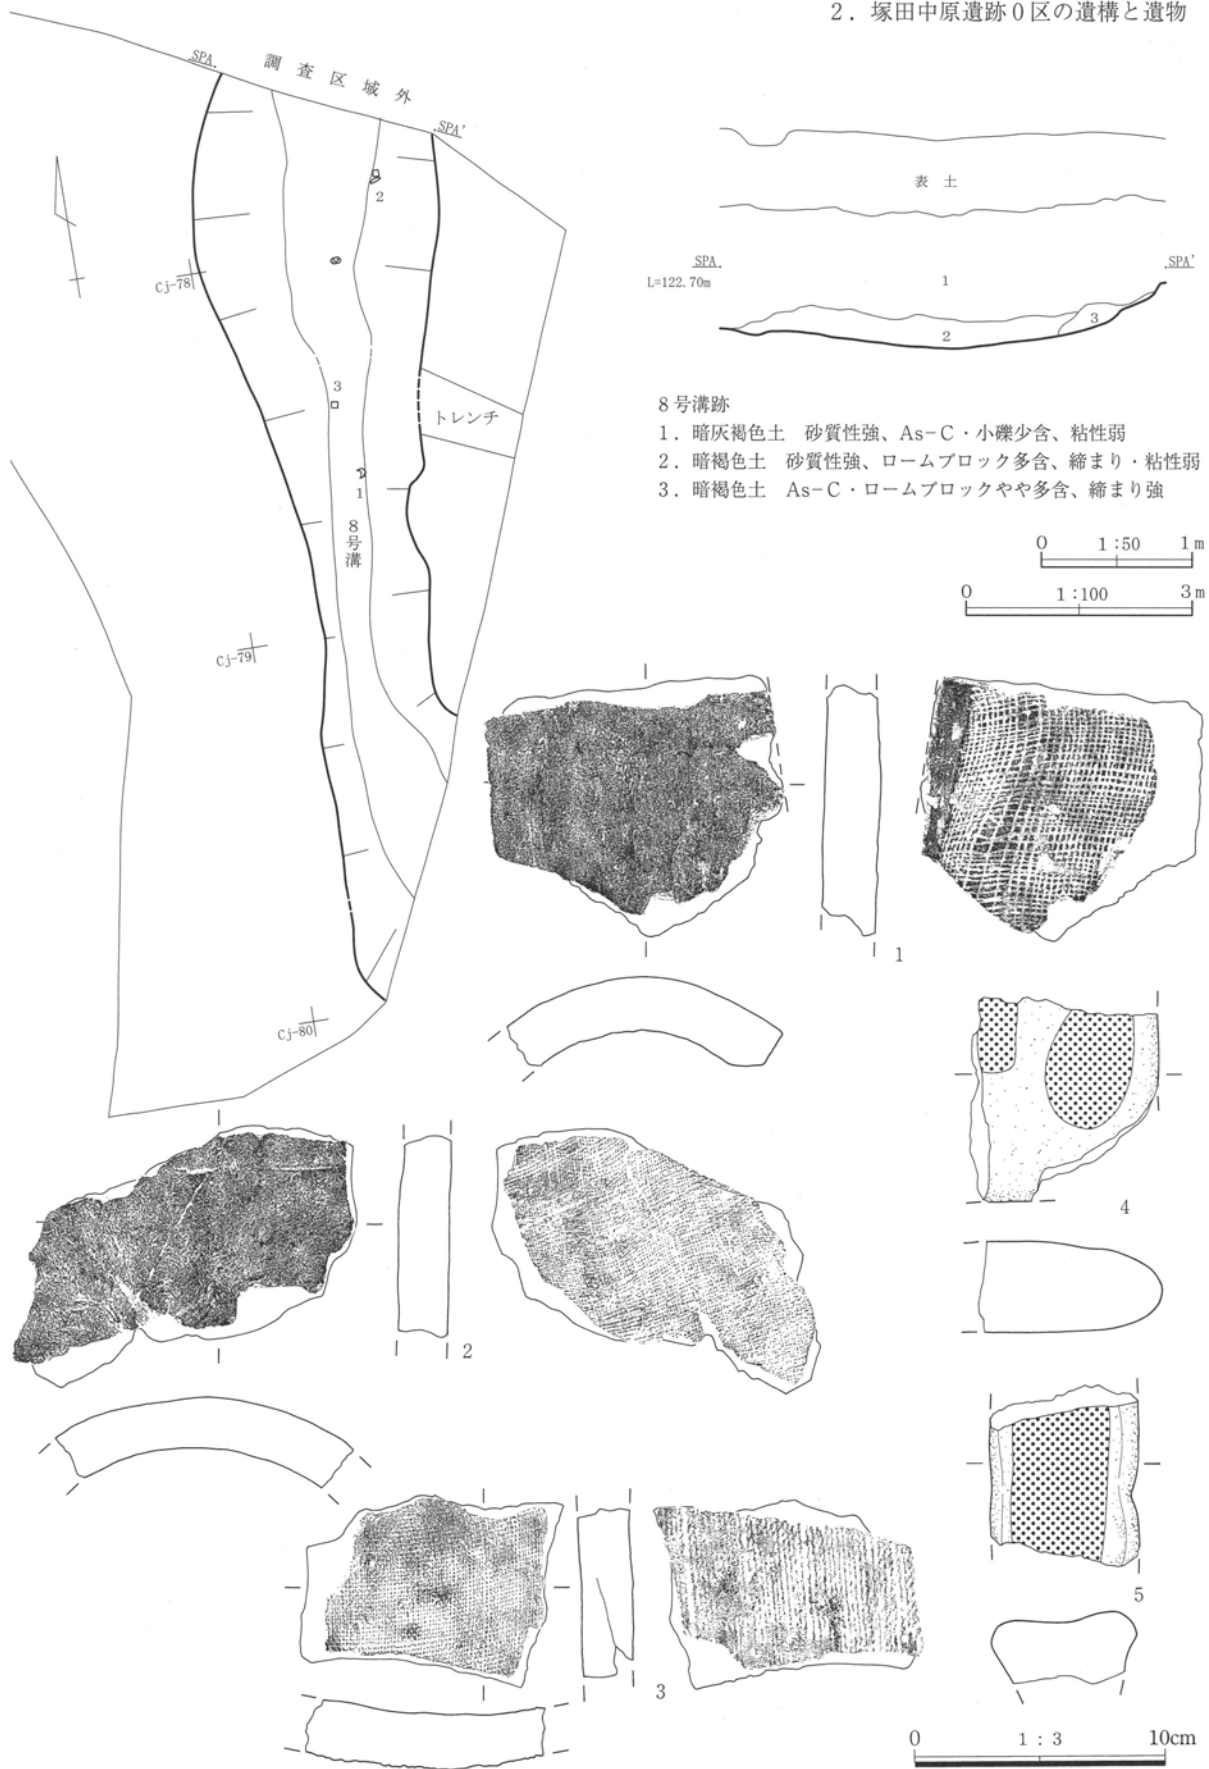 2．塚田中原遺跡0区の遺構と遺物
SPA.
調査区域外
.SPA'
2
Cj-78
3
トレンチ
1
8号溝
Cj-79
Cj-80
表土
SPA.
.SPA'
L=122.70m
1
3
2
8号溝跡
1．暗灰褐色土　砂質性強、As-C・小礫少含、粘性弱
2．暗褐色土　砂質性強、ロームブロック多含、締まり・粘性弱
3．暗褐色土　As-C・ロームブロックやや多含、締まり強
0 1:50 1m
0 1:100 3m
1
4
2
5
3
0 1:3 10cm